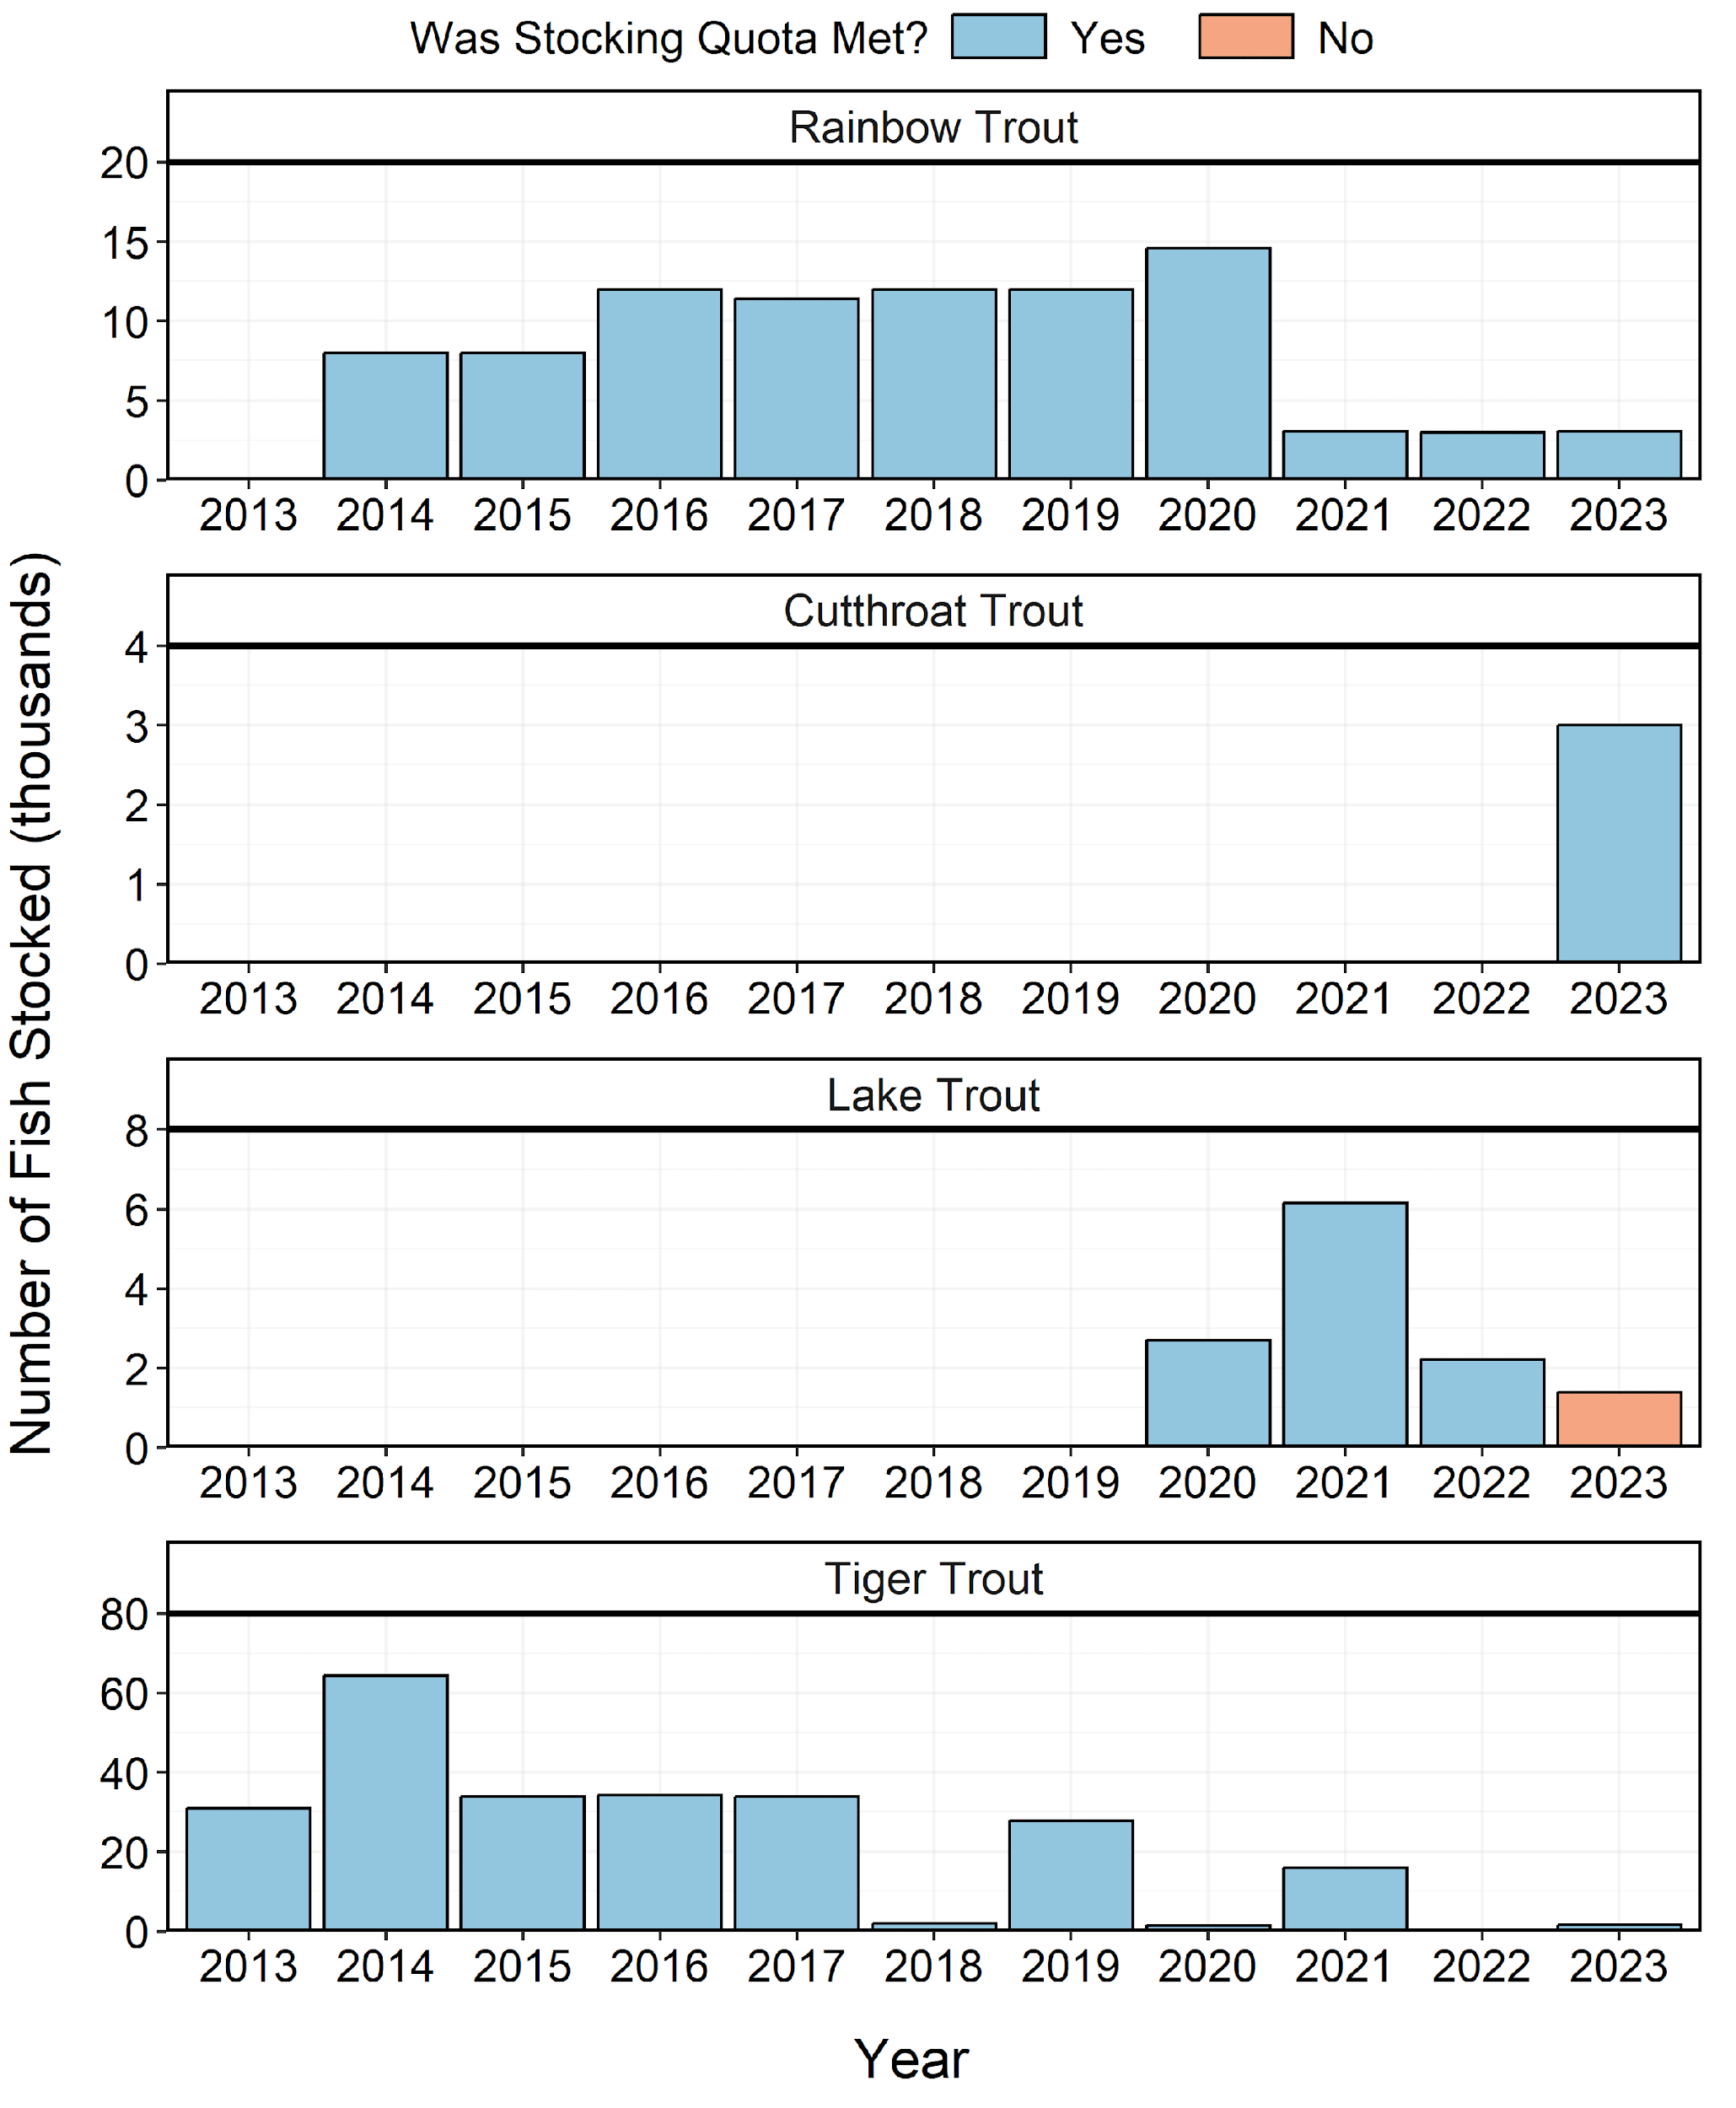 Was Stocking Quota Met? Yes No
Rainbow Trout
20
15
10
5
0
2013 2014 2015 2016 2017 2018 2019 2020 2021 2022 2023
Cutthroat Trout
4
3
2
1
0
2013 2014 2015 2016 2017 2018 2019 2020 2021 2022 2023
Number of Fish Stocked (thousands)
Lake Trout
8
6
4
2
0
2013 2014 2015 2016 2017 2018 2019 2020 2021 2022 2023
Tiger Trout
80
60
40
20
0
2013 2014 2015 2016 2017 2018 2019 2020 2021 2022 2023
Year